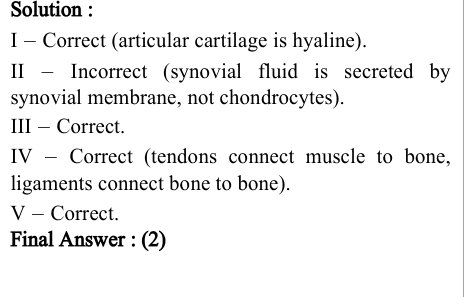 Solution :
I – Correct (articular cartilage is hyaline).
II – Incorrect (synovial fluid is secreted by
synovial membrane, not chondrocytes).
III – Correct.
IV – Correct (tendons connect muscle to bone,
ligaments connect bone to bone).
V – Correct.
Final Answer : (2)